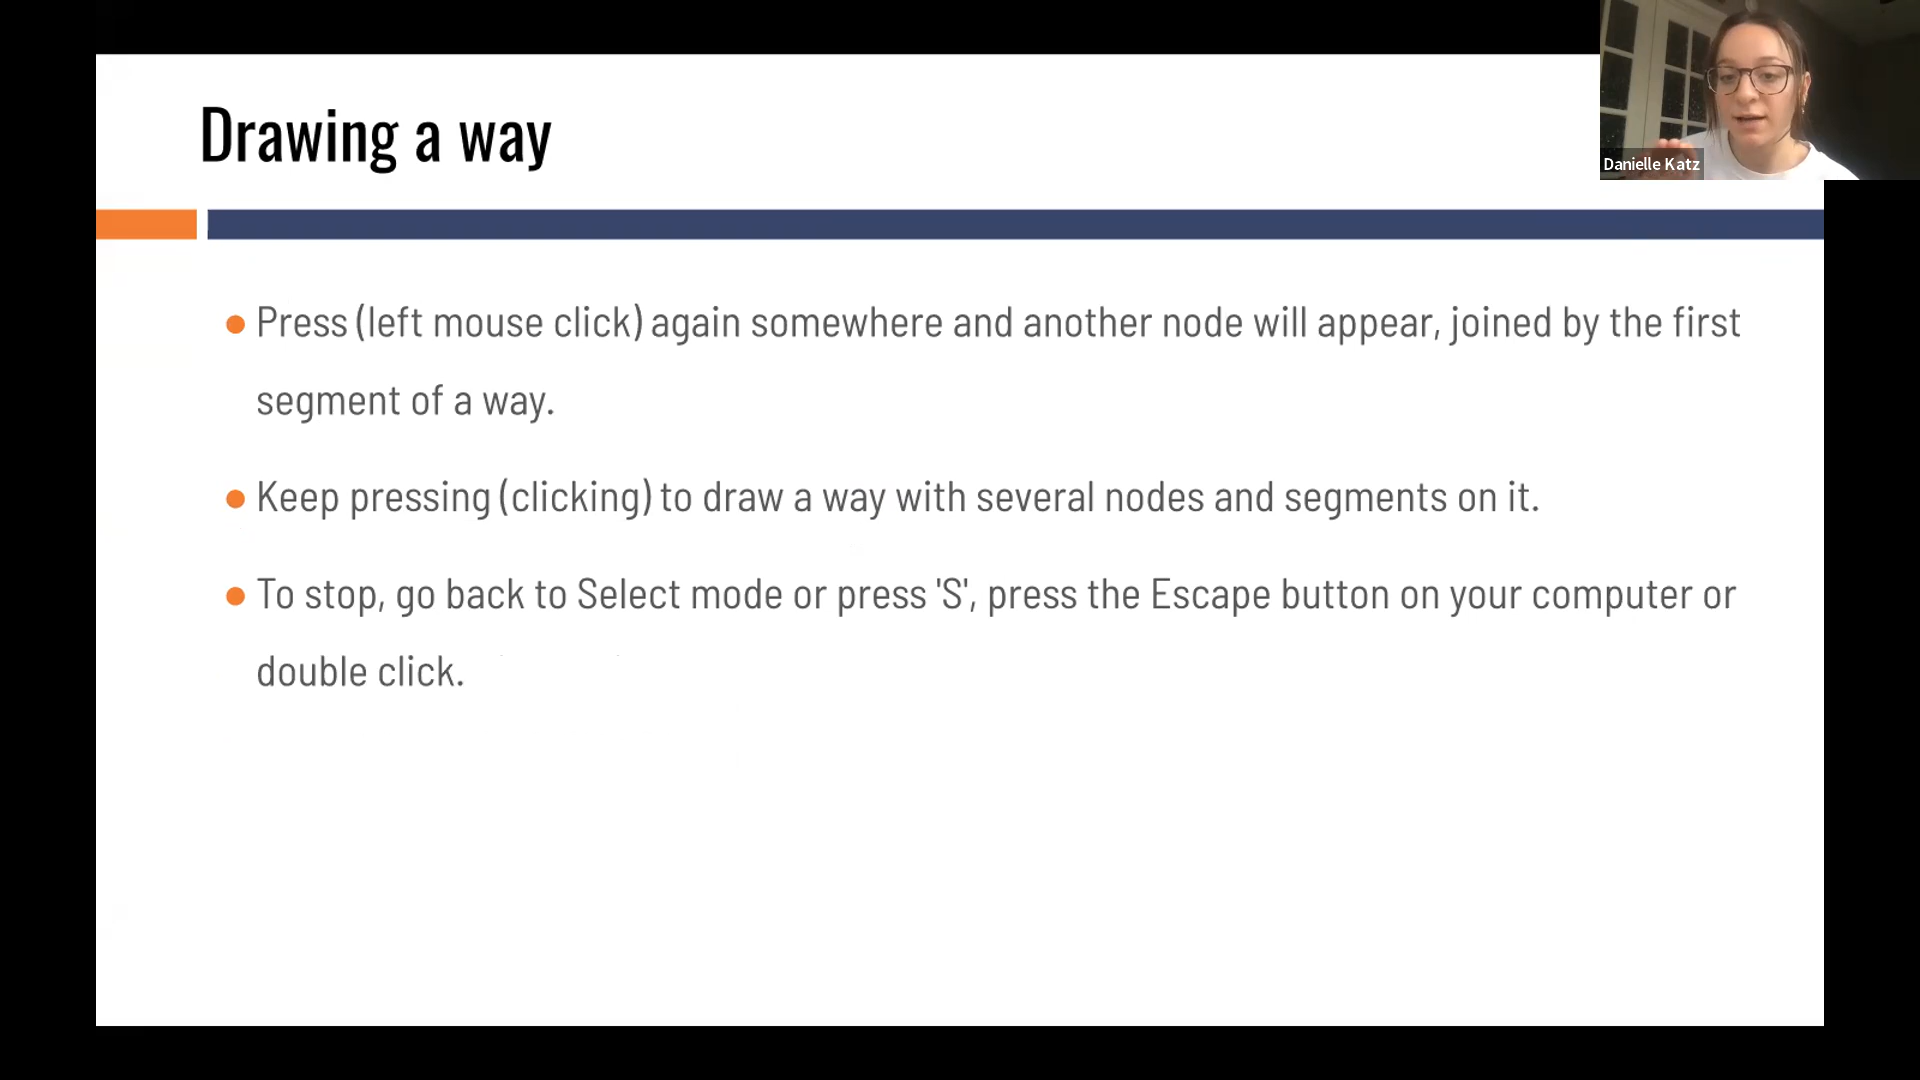 Drawing a way
Danielle Katz
● Press (left mouse click) again somewhere and another node will appear, joined by the first
segment of a way.
● Keep pressing (clicking) to draw a way with several nodes and segments on it.
● To stop, go back to Select mode or press 'S', press the Escape button on your computer or
double click.